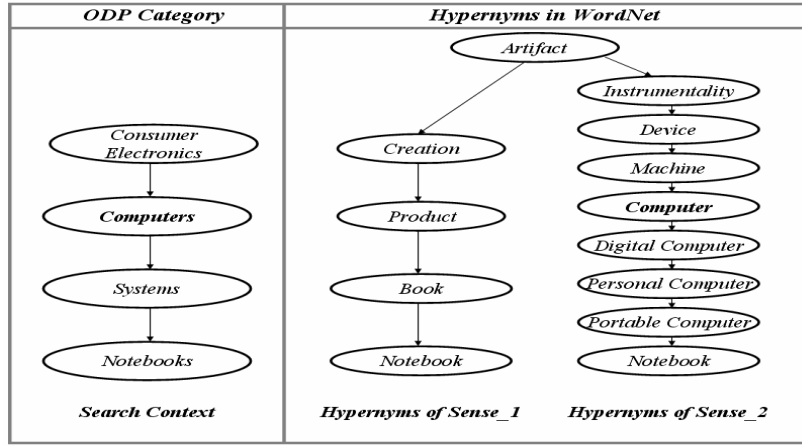 ODP Category
Hypernyms in WordNet
Consumer
Electronics
Computers
Systems
Notebooks
Search Context
Artifact
Creation
Product
Book
Notebook
Hypernyms of Sense_1
Instrumentality
Device
Machine
Computer
Digital Computer
Personal Computer
Portable Computer
Notebook
Hypernyms of Sense_2